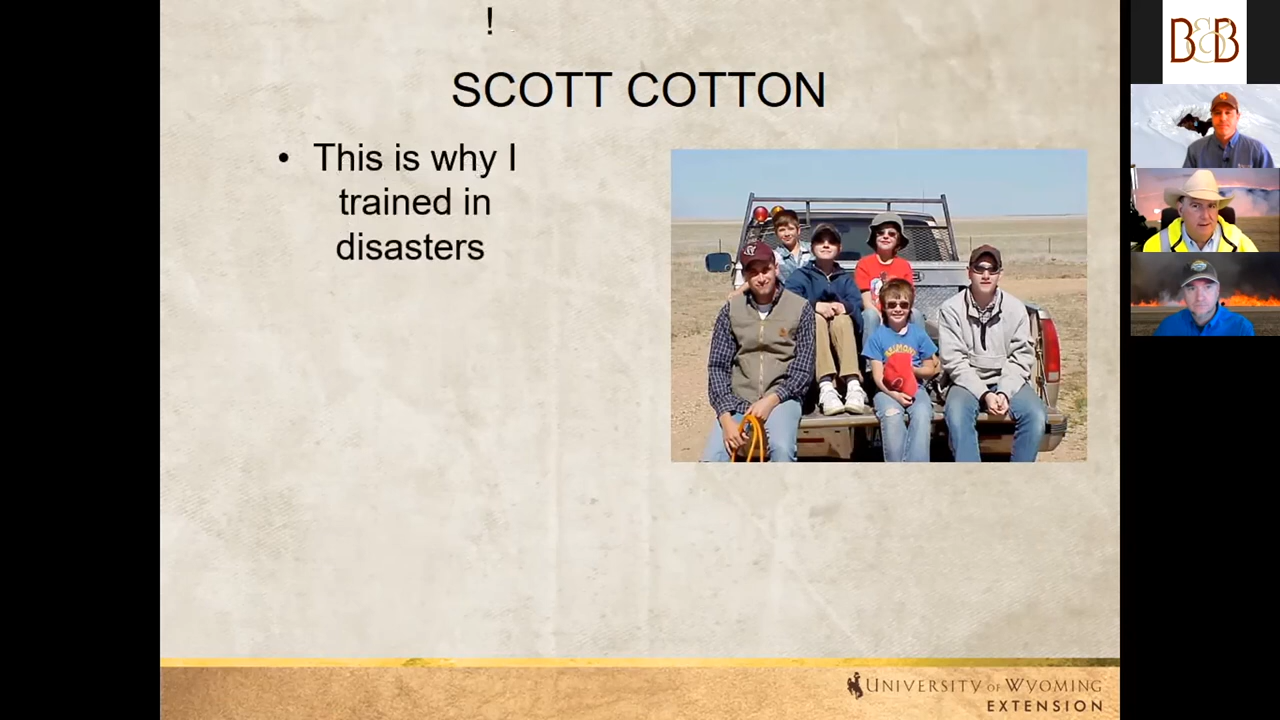 !
B&B
SCOTT COTTON
• This is why I
trained in
disasters
UNIVERSITY OF WYOMING
EXTENSION